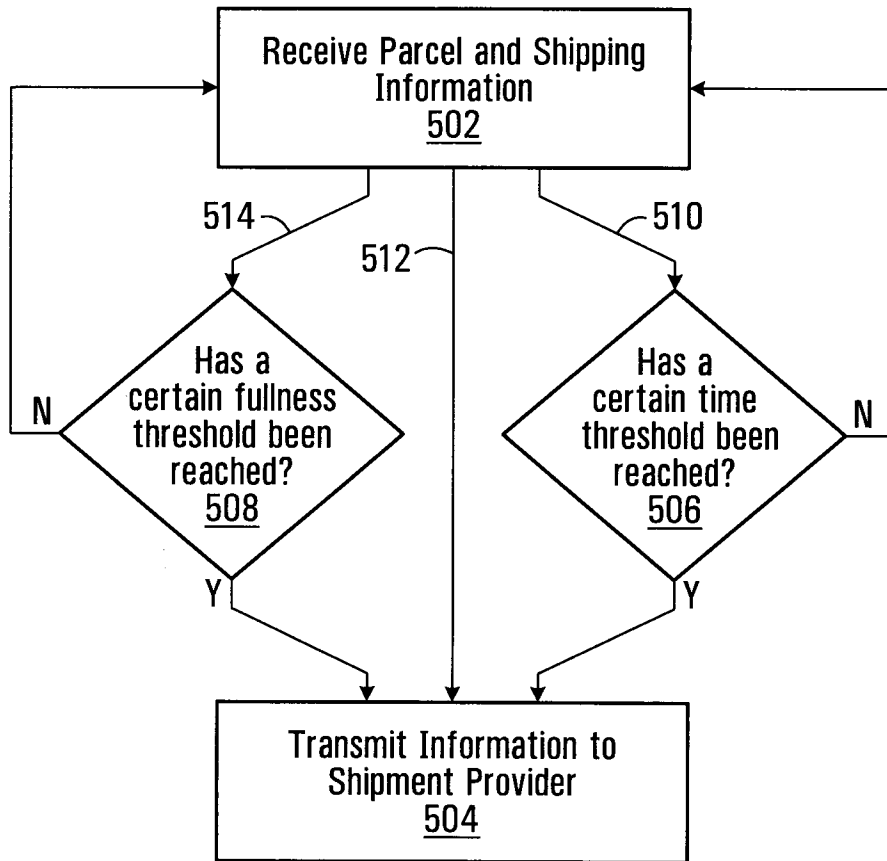 Receive Parcel and Shipping
Information
502
514
512
510
Has a
certain fullness
threshold been
reached?
508
N
Y
Has a
certain time
threshold been
reached?
506
N
Y
Transmit Information to
Shipment Provider
504